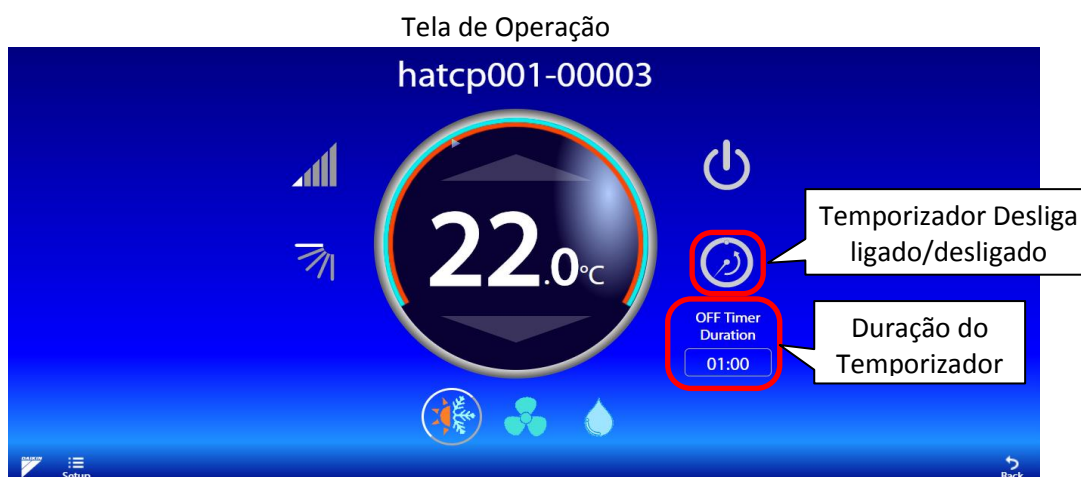 Tela de Operação
hatcp001-00003
22.0°C
Temporizador Desliga
ligado/desligado
OFF Timer
Duration
01:00
Duração do
Temporizador
DAIKIN
Setup
Back